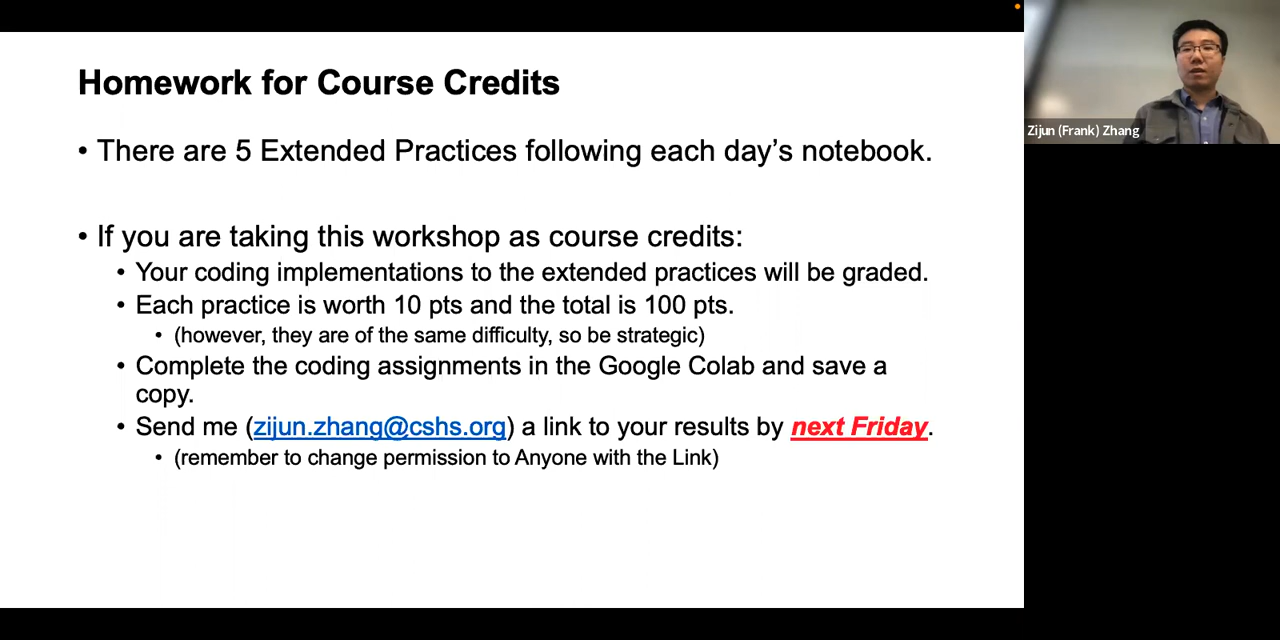 Homework for Course Credits
• There are 5 Extended Practices following each day’s notebook.
• If you are taking this workshop as course credits:
• Your coding implementations to the extended practices will be graded.
• Each practice is worth 10 pts and the total is 100 pts.
• (however, they are of the same difficulty, so be strategic)
• Complete the coding assignments in the Google Colab and save a
copy.
• Send me (zijun.zhang@cshs.org) a link to your results by next Friday.
• (remember to change permission to Anyone with the Link)
Zijun (Frank) Zhang